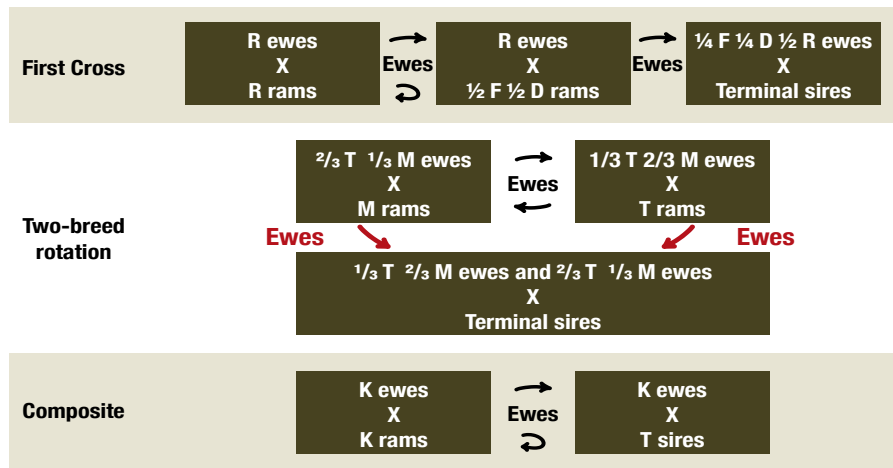 First Cross
R ewes
X
R rams
Ewes
R ewes
X
½ F ½ D rams
Ewes
¼ F ¼ D ½ R ewes
X
Terminal sires
Two-breed
rotation
²/₃ T ¹/₃ M ewes
X
M rams
Ewes
1/3 T 2/3 M ewes
X
T rams
Ewes
Ewes
¹/₃ T ²/₃ M ewes and ²/₃ T ¹/₃ M ewes
X
Terminal sires
Composite
K ewes
X
K rams
Ewes
K ewes
X
T sires